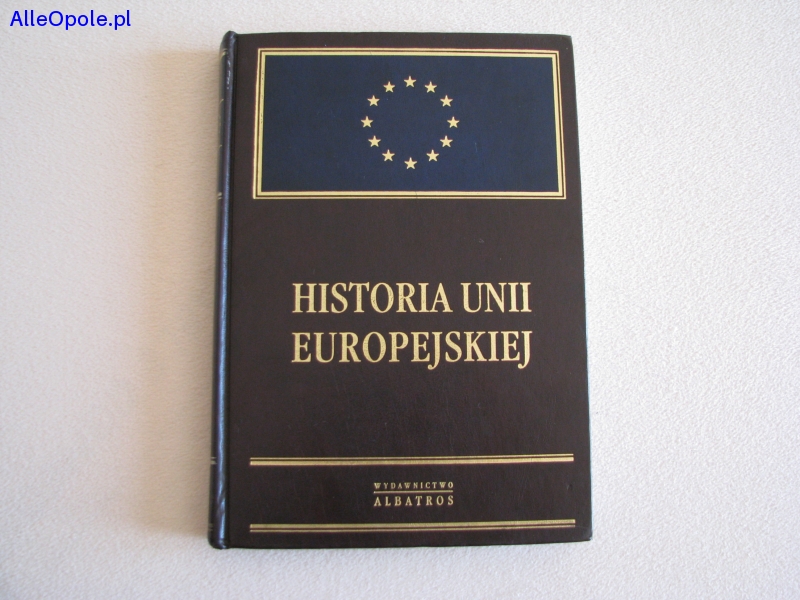 AlleOpole.pl
HISTORIA UNII
EUROPEJSKIEJ
WYDAWNICTWO
ALBATROS